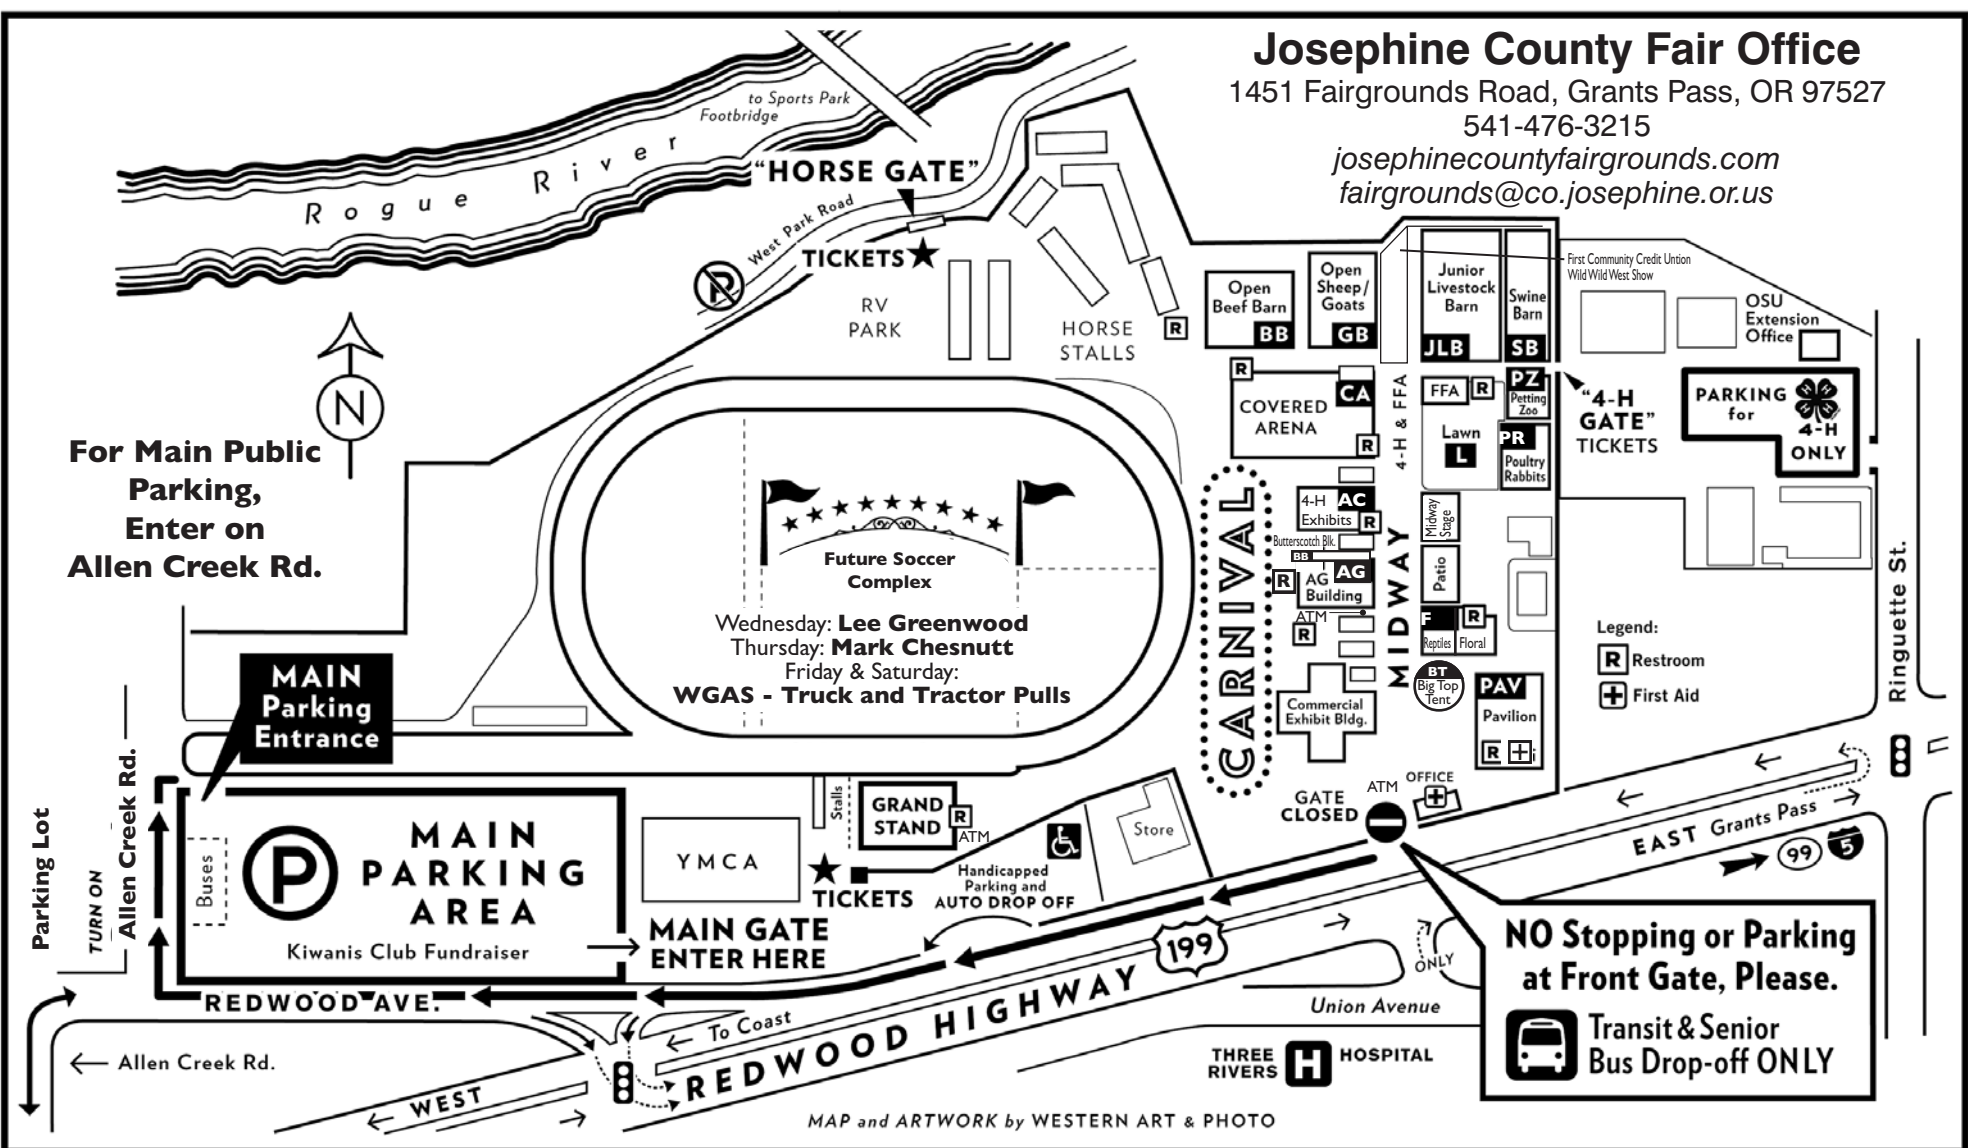 Josephine County Fair Office
1451 Fairgrounds Road, Grants Pass, OR 97527
541-476-3215
josephinecountyfairgrounds.com
fairgrounds@co.josephine.or.us
to Sports Park
Footbridge
Rogue River
"HORSE GATE"
West Park Road
TICKETS
P
RV
PARK
HORSE
STALLS
R
N
For Main Public
Parking,
Enter on
Allen Creek Rd.
Open
Beef Barn
BB
Open
Sheep/
Goats
GB
Junior
Livestock
Barn
JLB
Swine
Barn
SB
First Community Credit Untion
Wild Wild West Show
OSU
Extension
Office
R
CA
COVERED
ARENA
R
4-H & FFA
FFA
R
PZ
Petting
Zoo
Lawn
L
PR
Poultry
Rabbits
"4-H
GATE"
TICKETS
PARKING
for
H H H H
4-H
ONLY
CARNIVAL
4-H
Exhibits
AC
R
Butterscotch Blk.
BB
R
AG
AG
Building
ATM
R
MIDWAY
Midway
Stage
Patio
F
R
Reptiles
Floral
BT
Big Top
Tent
PAV
Pavilion
R
i
Commercial
Exhibit Bldg.
Legend:
R Restroom
First Aid
Ringuette St.
Future Soccer
Complex
Wednesday: Lee Greenwood
Thursday: Mark Chesnutt
Friday & Saturday:
WGAS - Truck and Tractor Pulls
MAIN
Parking
Entrance
Parking Lot
TURN ON
Allen Creek Rd.
Buses
P
MAIN
PARKING
AREA
Kiwanis Club Fundraiser
YMCA
Stalls
GRAND
STAND
R
ATM
TICKETS
MAIN GATE
ENTER HERE
Handicapped
Parking and
AUTO DROP OFF
Store
GATE
CLOSED
ATM
OFFICE
EAST Grants Pass
99
5
REDWOOD AVE.
Allen Creek Rd.
WEST
To Coast
REDWOOD HIGHWAY
199
ONLY
Union Avenue
THREE
RIVERS
H
HOSPITAL
NO Stopping or Parking
at Front Gate, Please.
Transit & Senior
Bus Drop-off ONLY
MAP and ARTWORK by WESTERN ART & PHOTO